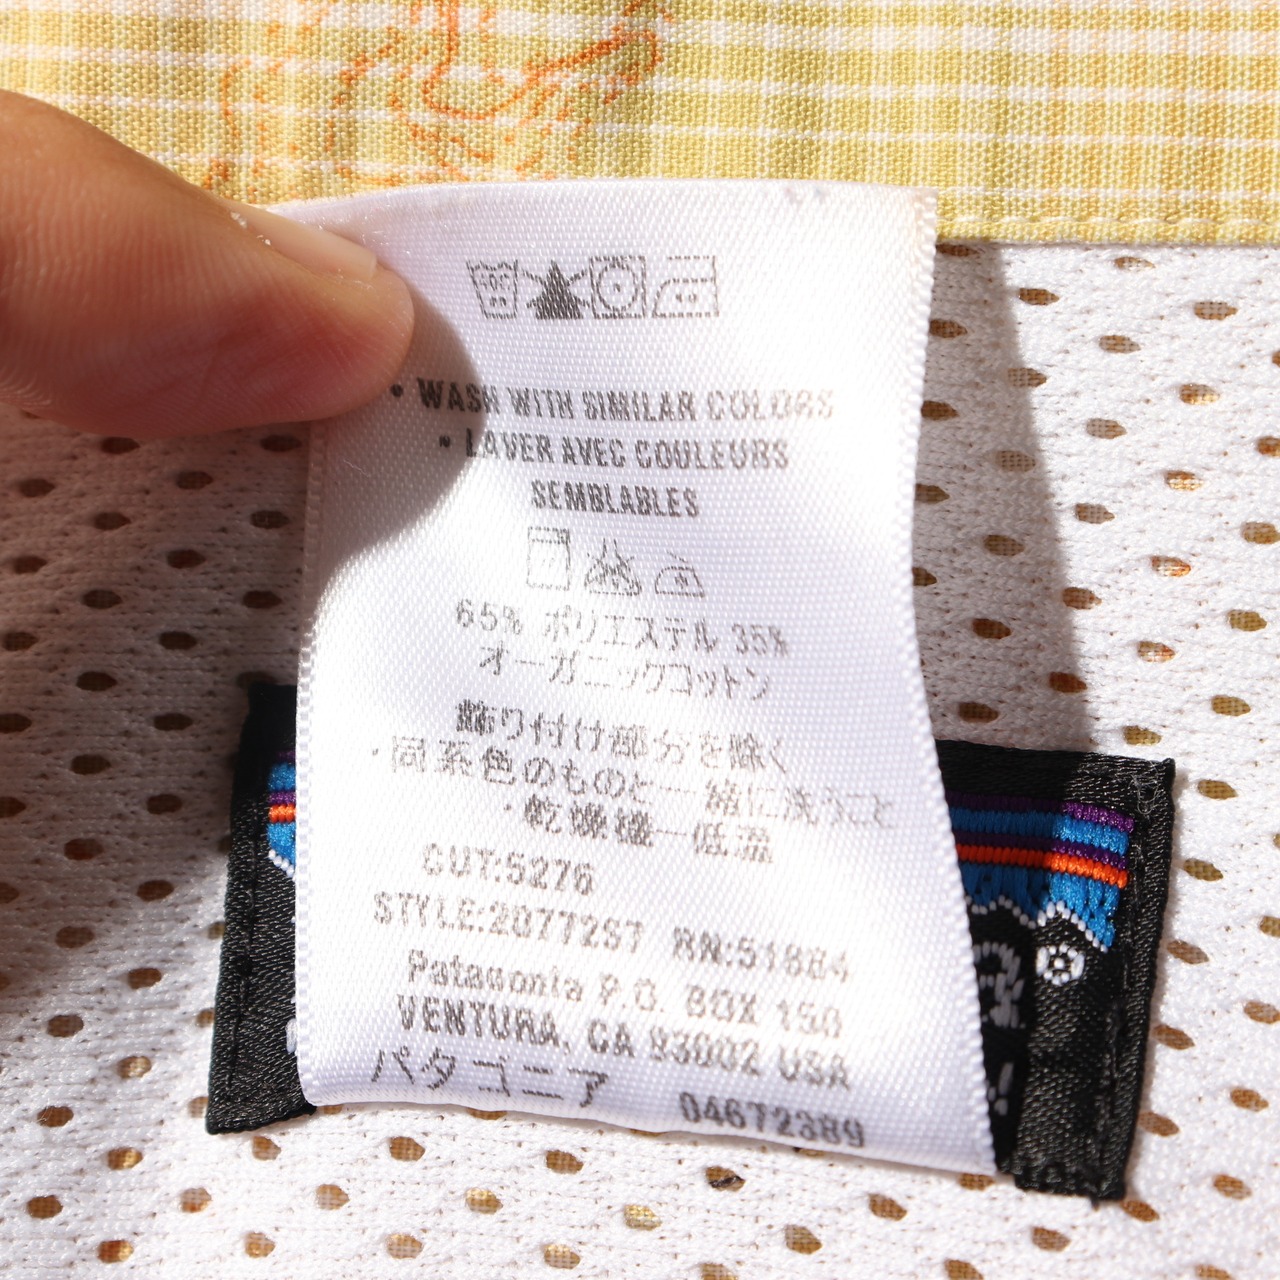 • WASH WITH SIMILAR COLORS
• LAVER AVEC COULEURS
SEMBLABLES
65% ポリエステル 35%
オーガニックコットン
飾り付け部分を除く
・同系色のものと一緒に洗うこと
・乾燥機ー低温
CUT:5276
STYLE:20772S7 RN:51884
Patagonia P.O. BOX 150
VENTURA, CA 93002 USA
パタゴニア 04672389